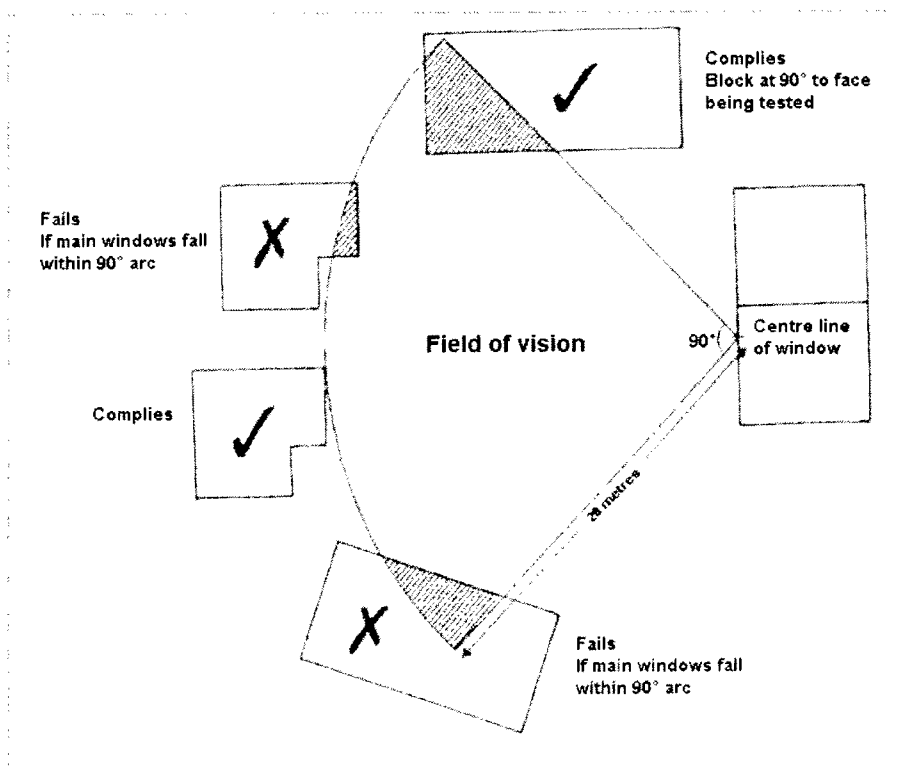 Complies
Block at 90° to face
being tested
Fails
If main windows fall
within 90° arc
Field of vision
90°
Centre line
of window
Complies
28 metres
Fails
If main windows fall
within 90° arc